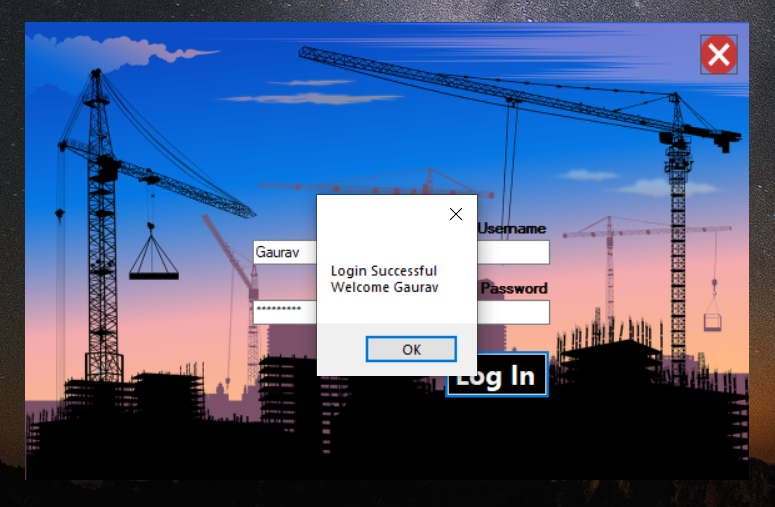 Username
Gaurav
Login Successful
Welcome Gaurav
Password
*********
OK
Log In